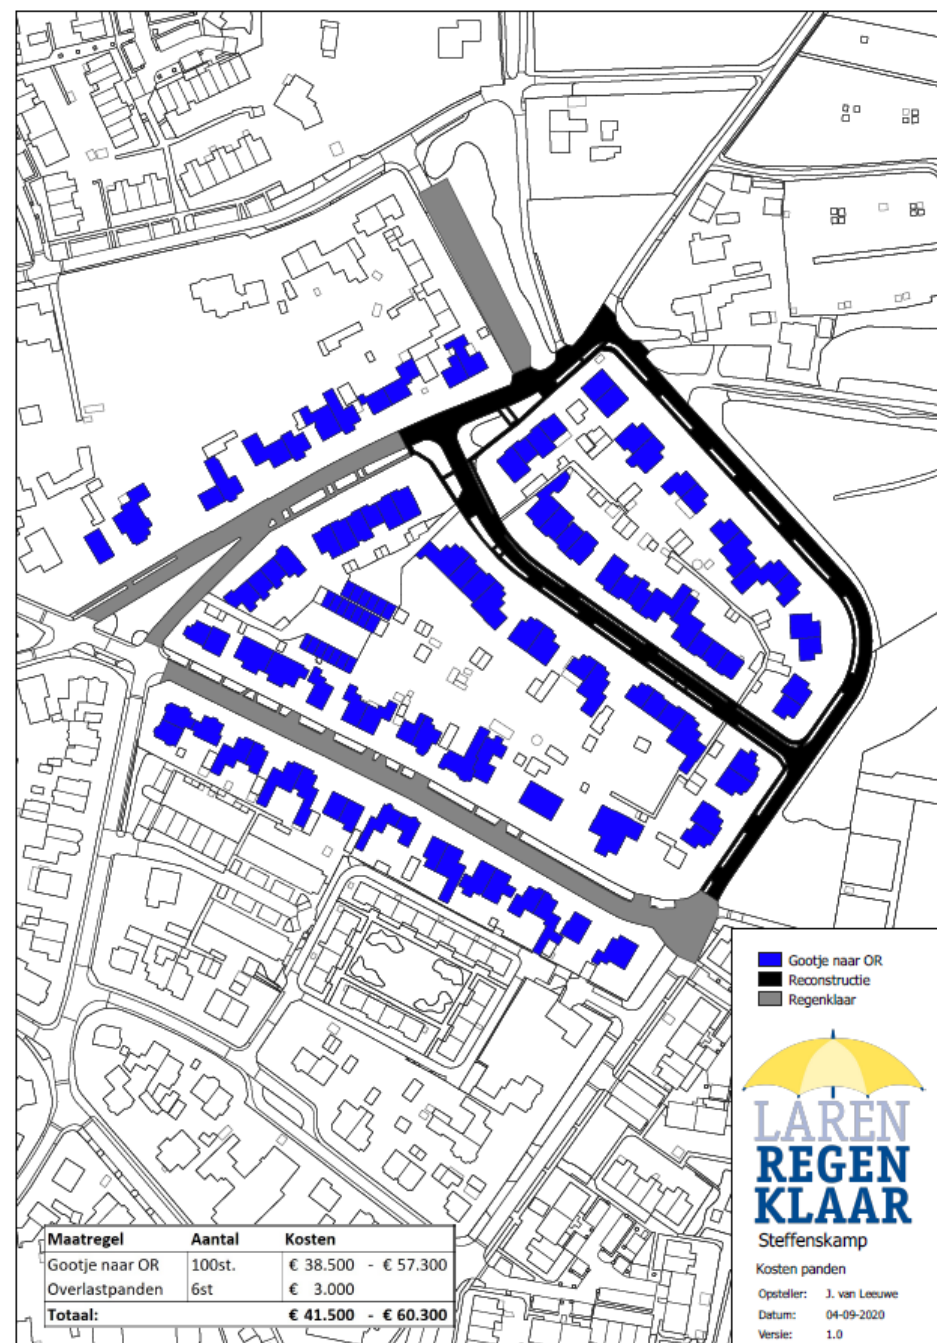 Gootje naar OR
Reconstructie
Regenklaar
LAREN
REGEN
KLAAR
Steffenskamp
Kosten panden
Opsteller: J. van Leeuwe
Datum: 04-09-2020
Versie: 1.0
Maatregel Aantal Kosten
Gootje naar OR 100st. € 38.500 - € 57.300
Overlastpanden 6st € 3.000
Totaal: € 41.500 - € 60.300